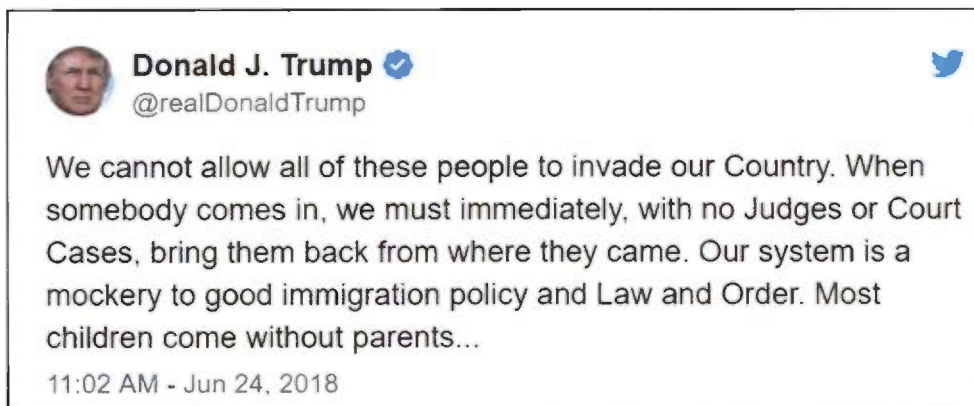 Donald J. Trump
@realDonaldTrump
We cannot allow all of these people to invade our Country. When
somebody comes in, we must immediately, with no Judges or Court
Cases, bring them back from where they came. Our system is a
mockery to good immigration policy and Law and Order. Most
children come without parents...
11:02 AM - Jun 24, 2018